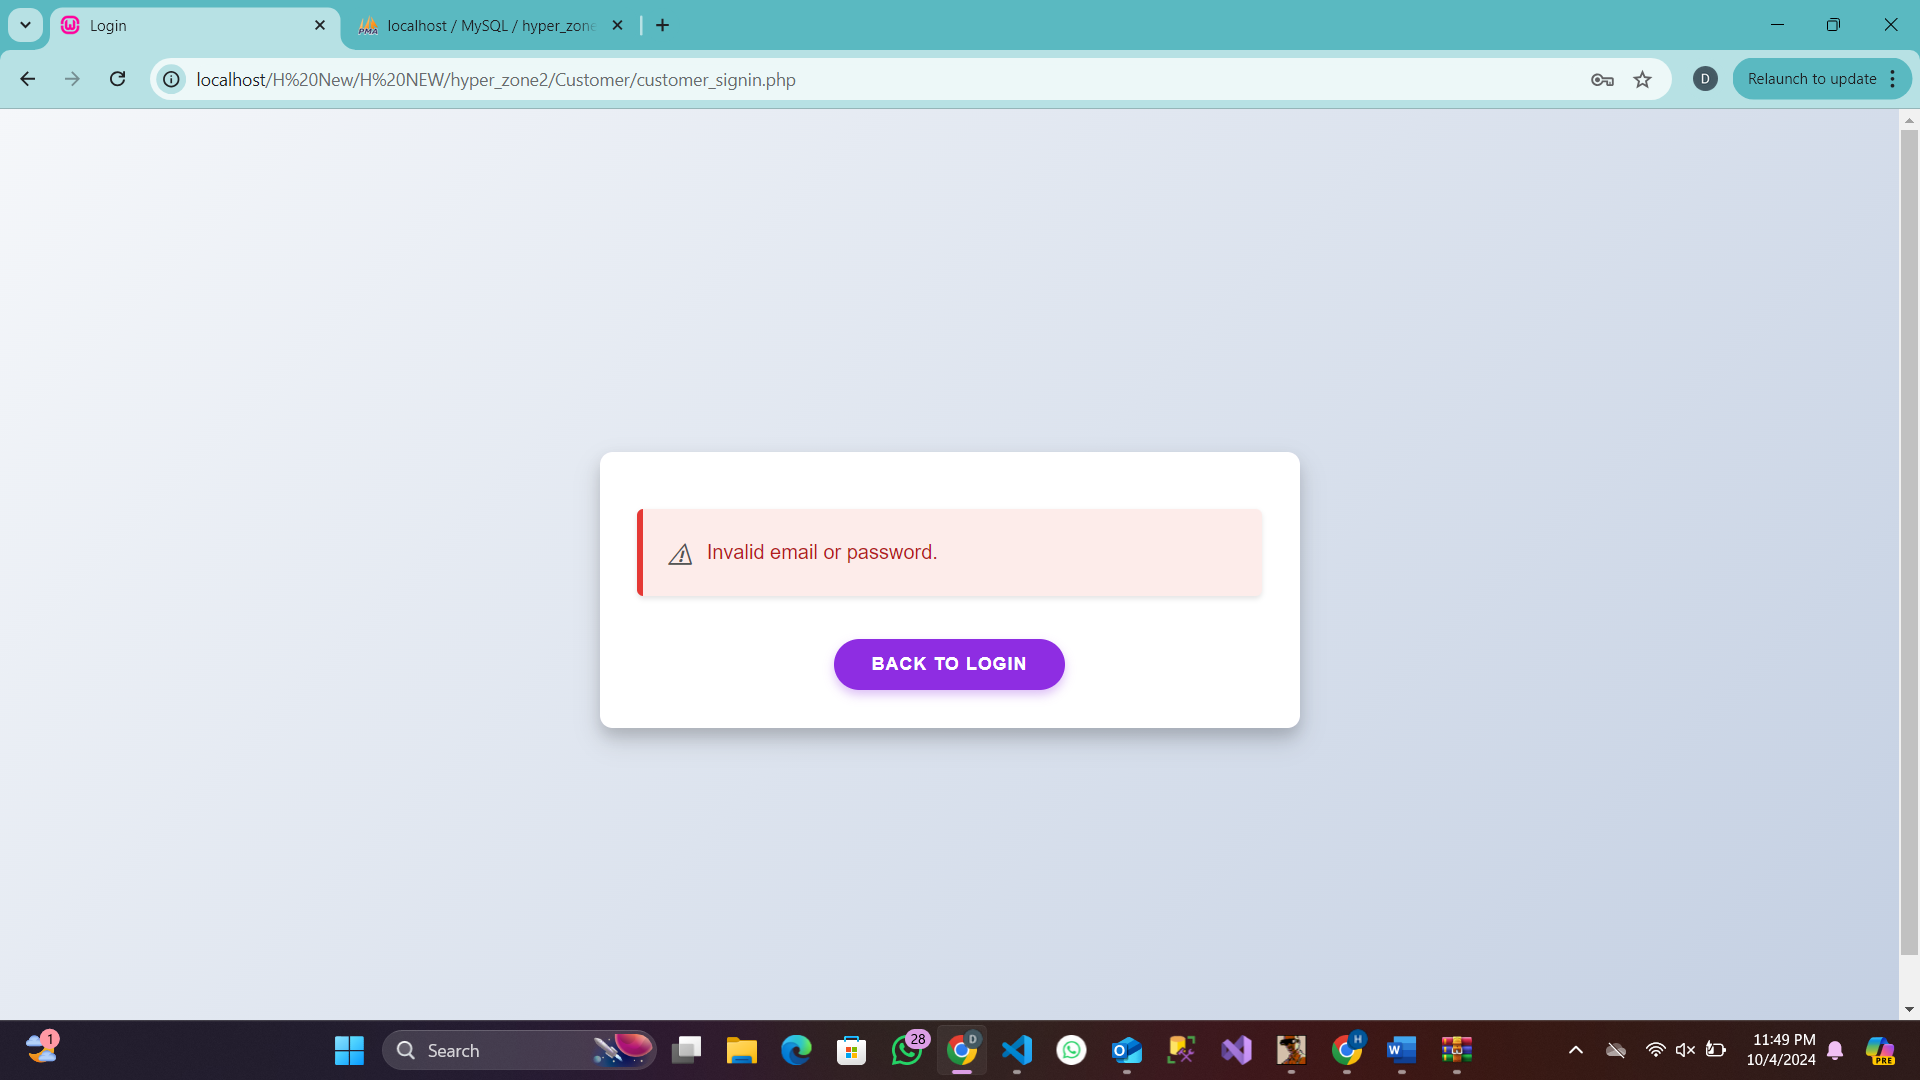 Login
localhost / MySQL / hyper_zone
localhost/H%20New/H%20NEW/hyper_zone2/Customer/customer_signin.php
D
Relaunch to update
Invalid email or password.
BACK TO LOGIN
1
Search
28
D
H
11:49 PM
10/4/2024
PRE